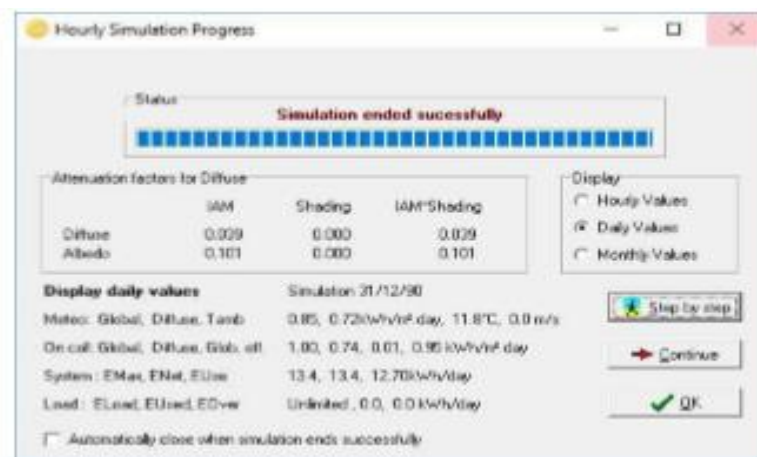 Hourly Simulation Progress
Status
Simulation ended sucessfully
Attenuation factors for Diffuse
IAM Shading IAM*Shading
Diffuse 0.039 0.000 0.039
Albedo 0.101 0.000 0.101
Display
Hourly Values
Daily Values
Monthly Values
Display daily values Simulation 31/12/90
Meteo: Global, Diffuse, Tamb 0.85, 0.72kWh/m².day, 11.8°C, 0.0 m/s
On coll: Global, Diffuse, Glob. eff. 1.00, 0.74, 0.01, 0.95 kWh/m².day
System : EMax, ENet, EUse 13.4, 13.4, 12.70kWh/day
Load : ELoad, EUsed, EOver Unlimited , 0.0, 0.0 kWh/day
Step by step
Continue
OK
Automatically close when simulation ends successfully